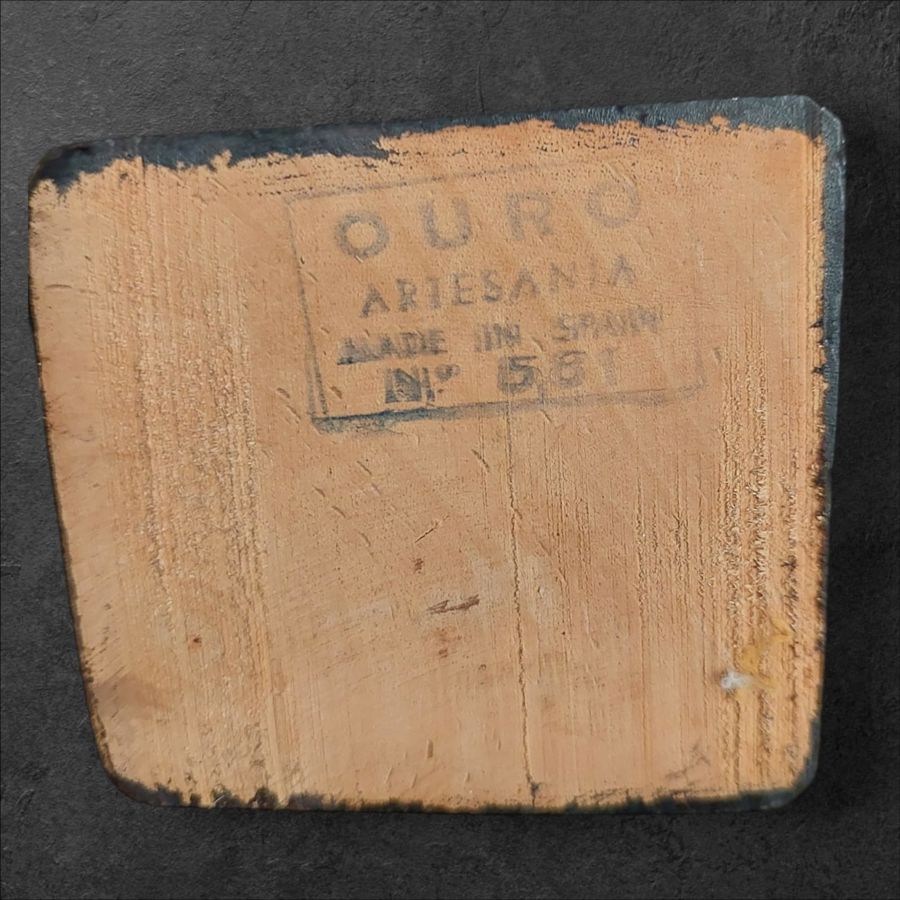 OURO
ARTESANIA
MADE IN SPAIN
Nº 561